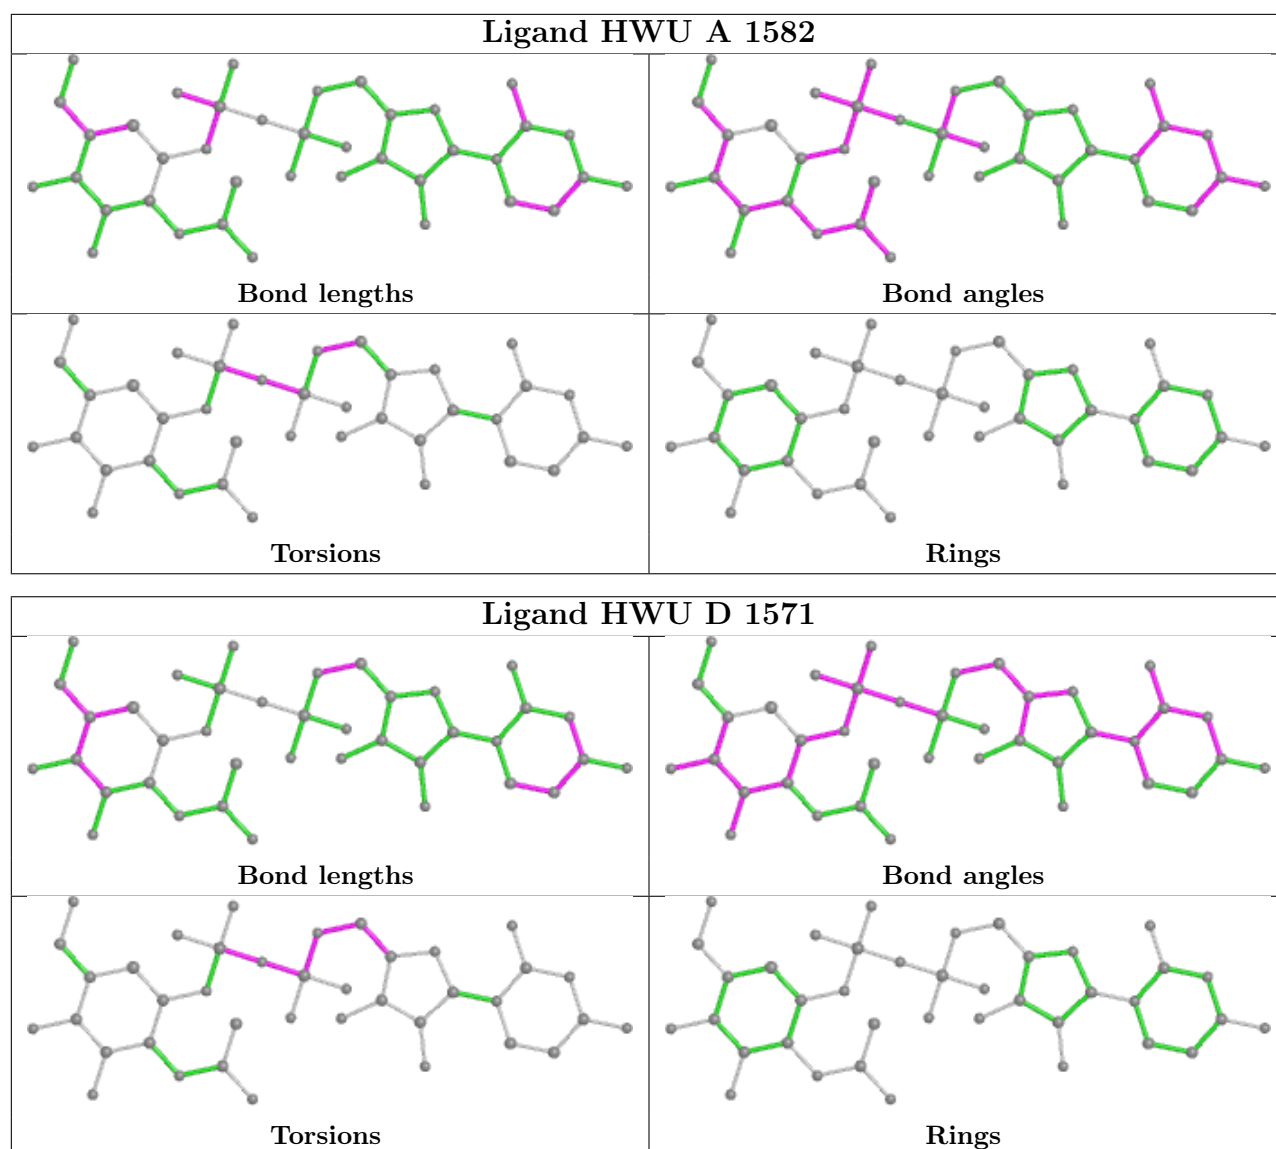 Ligand HWU A 1582
Bond lengths
Bond angles
Torsions
Rings
Ligand HWU D 1571
Bond lengths
Bond angles
Torsions
Rings